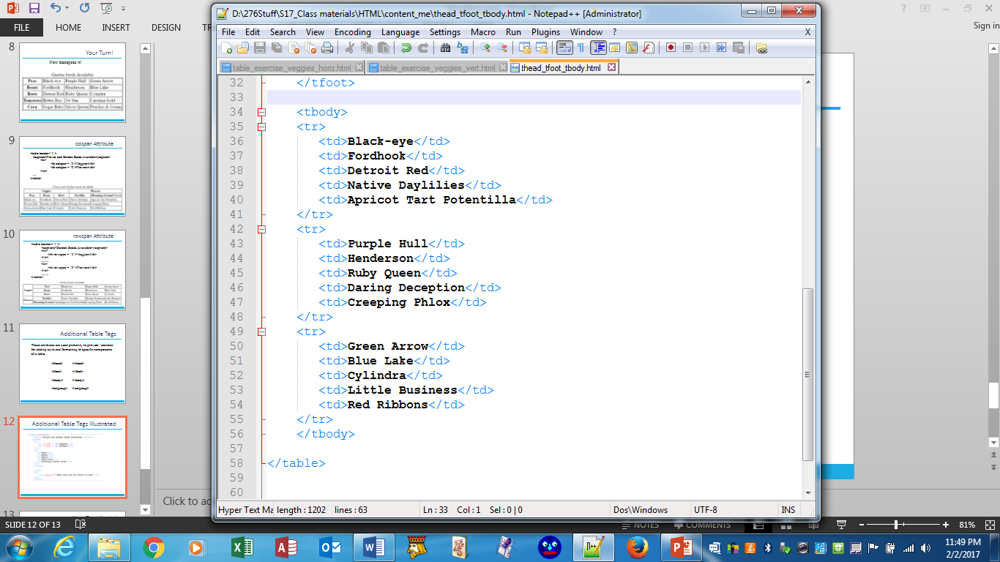 FILE
HOME
INSERT
DESIGN
Sign in
D:\276Stuff\S17_Class materials\HTML\content_me\thead_tfoot_tbody.html - Notepad++ [Administrator]
File Edit Search View Encoding Language Settings Macro Run Plugins Window ?
X
table_exercise_veggies_horiz.html
table_exercise_veggies_vert.html
thead_tfoot_tbody.html
32 </tfoot>
33
34 <tbody>
35 <tr>
36 <td>Black-eye</td>
37 <td>Fordhook</td>
38 <td>Detroit Red</td>
39 <td>Native Daylilies</td>
40 <td>Apricot Tart Potentilla</td>
41 </tr>
42 <tr>
43 <td>Purple Hull</td>
44 <td>Henderson</td>
45 <td>Ruby Queen</td>
46 <td>Daring Deception</td>
47 <td>Creeping Phlox</td>
48 </tr>
49 <tr>
50 <td>Green Arrow</td>
51 <td>Blue Lake</td>
52 <td>Cylindra</td>
53 <td>Little Business</td>
54 <td>Red Ribbons</td>
55 </tr>
56 </tbody>
57
58 </table>
59
60
Hyper Text Ma length : 1202 lines : 63 Ln : 33 Col : 1 Sel : 0 | 0 Dos\Windows UTF-8 INS
8
Your Turn!
Now transpose it!
Garden Seeds Available
Peas Black-eye Purple Hull Green Arrow
Beans Fordhook Henderson Blue Lake
Beets Detroit Red Ruby Queen Cylindra
Tomatoes Better Boy Jet Star Carolina Gold
Corn Sugar Baby Silver Queen Peaches & Cream
9
colspan Attribute
10
rowspan Attribute
11
Additional Table Tags
These attributes are used primarily to provide "sections"
for adding style and formatting to specific components
of a table.
<thead> </thead>
<tfoot> </tfoot>
<tbody> </tbody>
<colgroup> </colgroup>
12
Additional Table Tags Illustrated
13
Click to ad
SLIDE 12 OF 13
NOTES
COMMENTS
81%
11:49 PM
2/2/2017